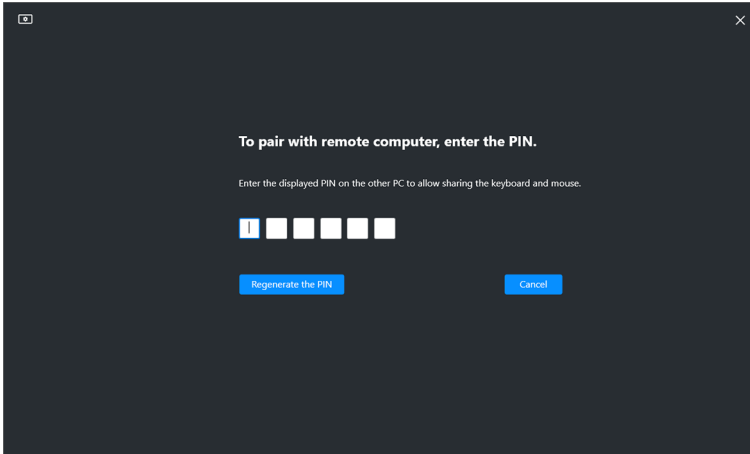 To pair with remote computer, enter the PIN.
Enter the displayed PIN on the other PC to allow sharing the keyboard and mouse.
Regenerate the PIN
Cancel